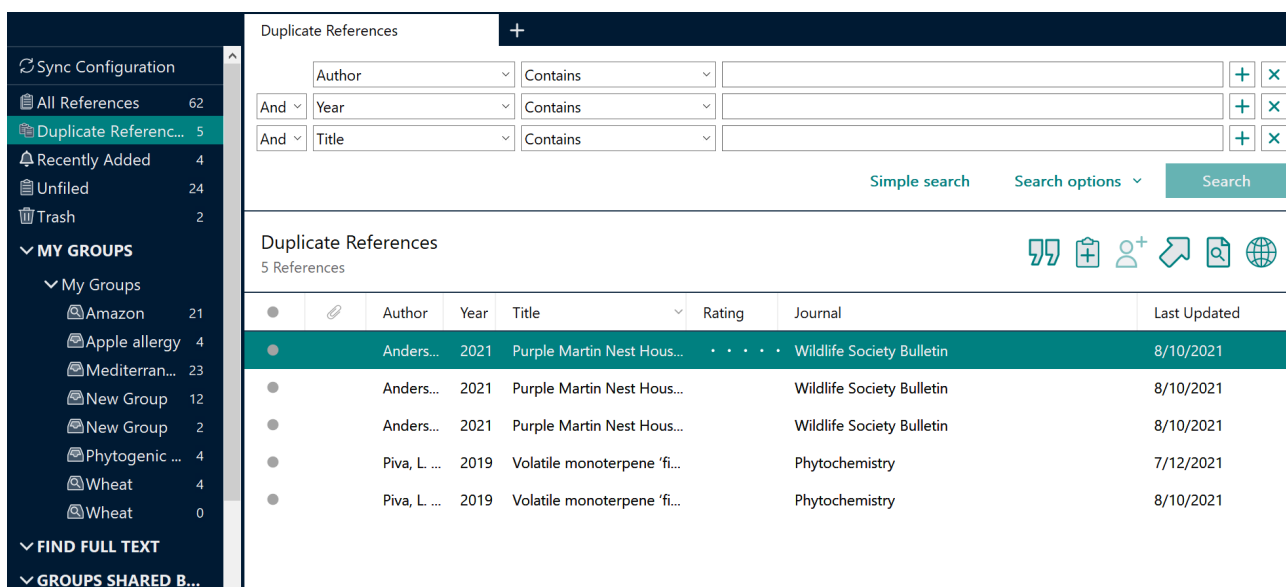 Duplicate References
Sync Configuration
All References 62
Duplicate Referenc... 5
Recently Added 4
Unfiled 24
Trash 2
MY GROUPS
My Groups
Amazon 21
Apple allergy 4
Mediterran... 23
New Group 12
New Group 2
Phytogenic ... 4
Wheat 4
Wheat 0
FIND FULL TEXT
GROUPS SHARED B...
Author Contains
And Year Contains
And Title Contains
Simple search Search options Search
Duplicate References
5 References
Author Year Title Rating Journal Last Updated
Anders... 2021 Purple Martin Nest Hous... Wildlife Society Bulletin 8/10/2021
Anders... 2021 Purple Martin Nest Hous... Wildlife Society Bulletin 8/10/2021
Anders... 2021 Purple Martin Nest Hous... Wildlife Society Bulletin 8/10/2021
Piva, L. ... 2019 Volatile monoterpene ‘fi... Phytochemistry 7/12/2021
Piva, L. ... 2019 Volatile monoterpene ‘fi... Phytochemistry 8/10/2021